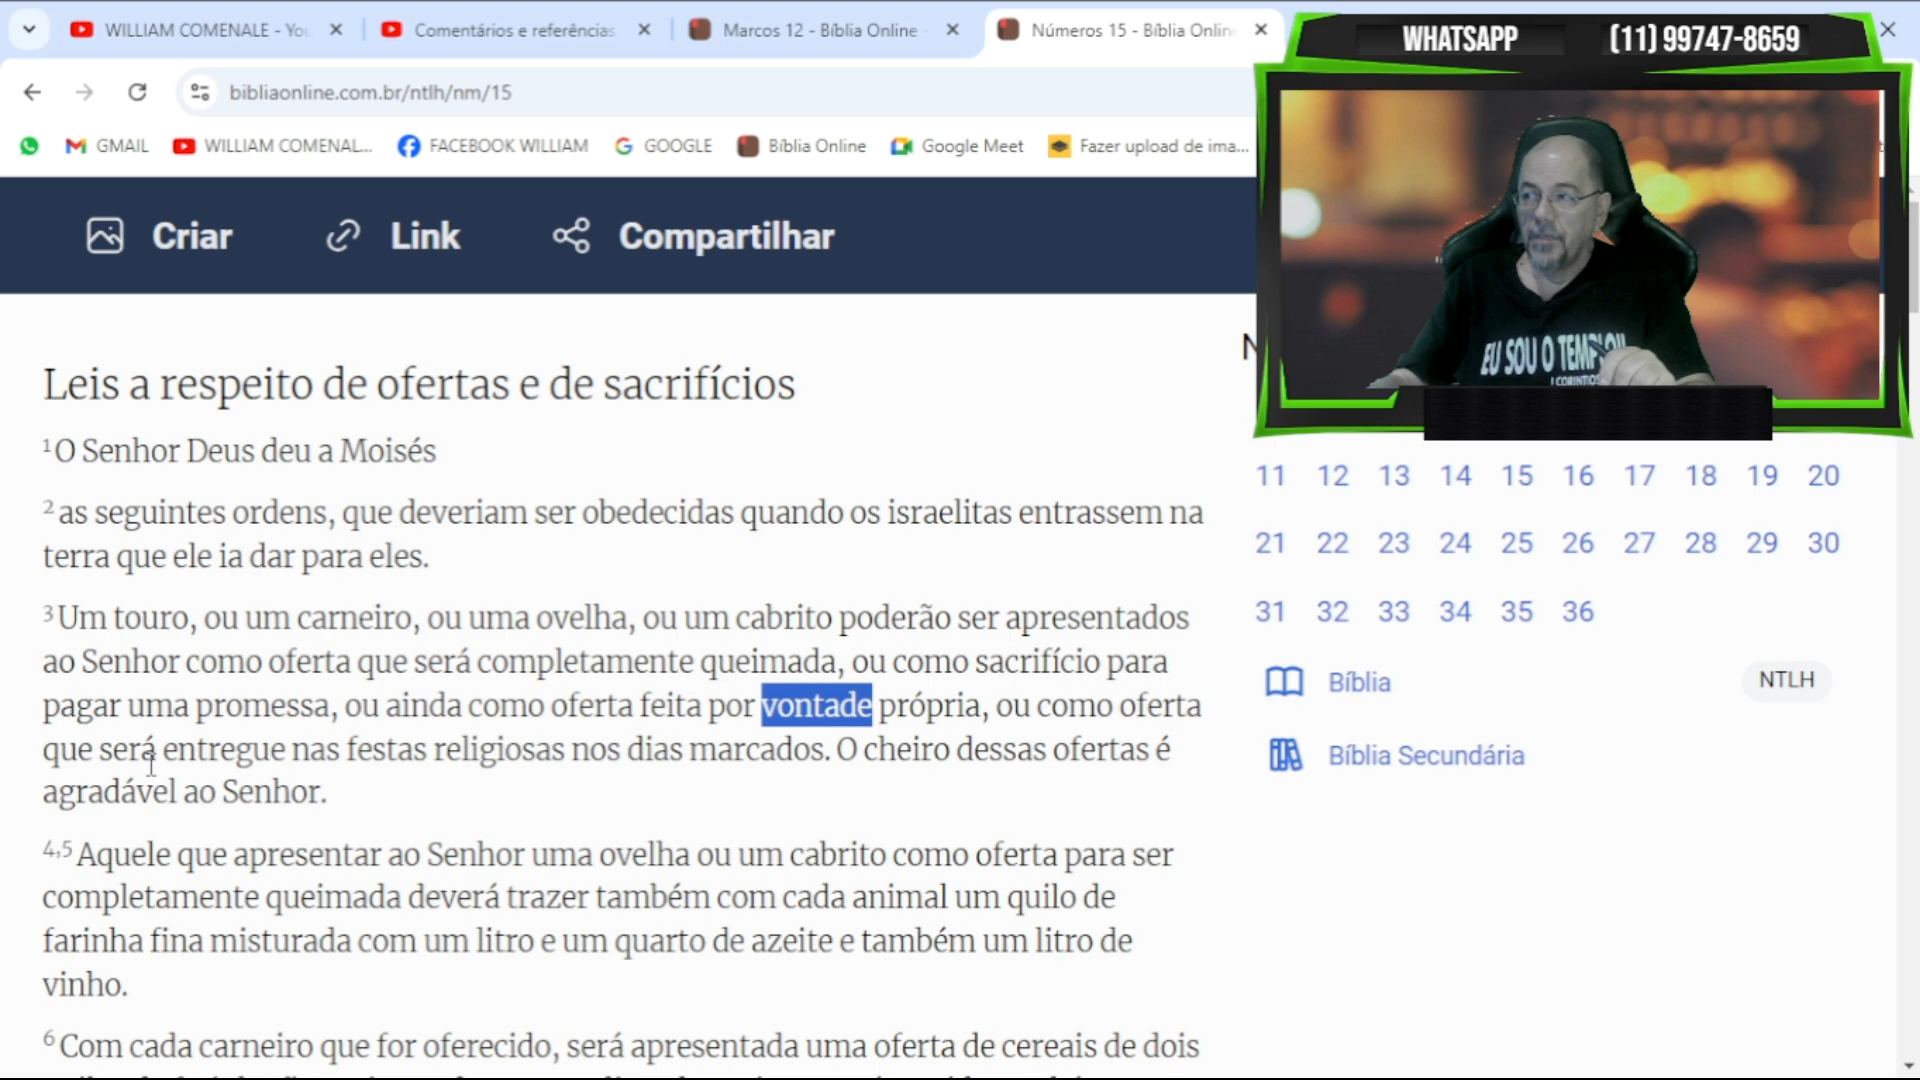 WILLIAM COMENALE - You
Comentários e referências
Marcos 12 - Bíblia Online
Números 15 - Bíblia Onlin
WHATSAPP (11) 99747-8659
bibliaonline.com.br/ntlh/nm/15
GMAIL
WILLIAM COMENAL...
FACEBOOK WILLIAM
GOOGLE
Bíblia Online
Google Meet
Fazer upload de ima...
Criar
Link
Compartilhar
EU SOU O TEMPLO!!
I CORINTIOS
Leis a respeito de ofertas e de sacrifícios
1 O Senhor Deus deu a Moisés
2 as seguintes ordens, que deveriam ser obedecidas quando os israelitas entrassem na
terra que ele ia dar para eles.
3 Um touro, ou um carneiro, ou uma ovelha, ou um cabrito poderão ser apresentados
ao Senhor como oferta que será completamente queimada, ou como sacrifício para
pagar uma promessa, ou ainda como oferta feita por vontade própria, ou como oferta
que será entregue nas festas religiosas nos dias marcados. O cheiro dessas ofertas é
agradável ao Senhor.
4,5 Aquele que apresentar ao Senhor uma ovelha ou um cabrito como oferta para ser
completamente queimada deverá trazer também com cada animal um quilo de
farinha fina misturada com um litro e um quarto de azeite e também um litro de
vinho.
6 Com cada carneiro que for oferecido, será apresentada uma oferta de cereais de dois
N
11 12 13 14 15 16 17 18 19 20
21 22 23 24 25 26 27 28 29 30
31 32 33 34 35 36
Bíblia
NTLH
Bíblia Secundária